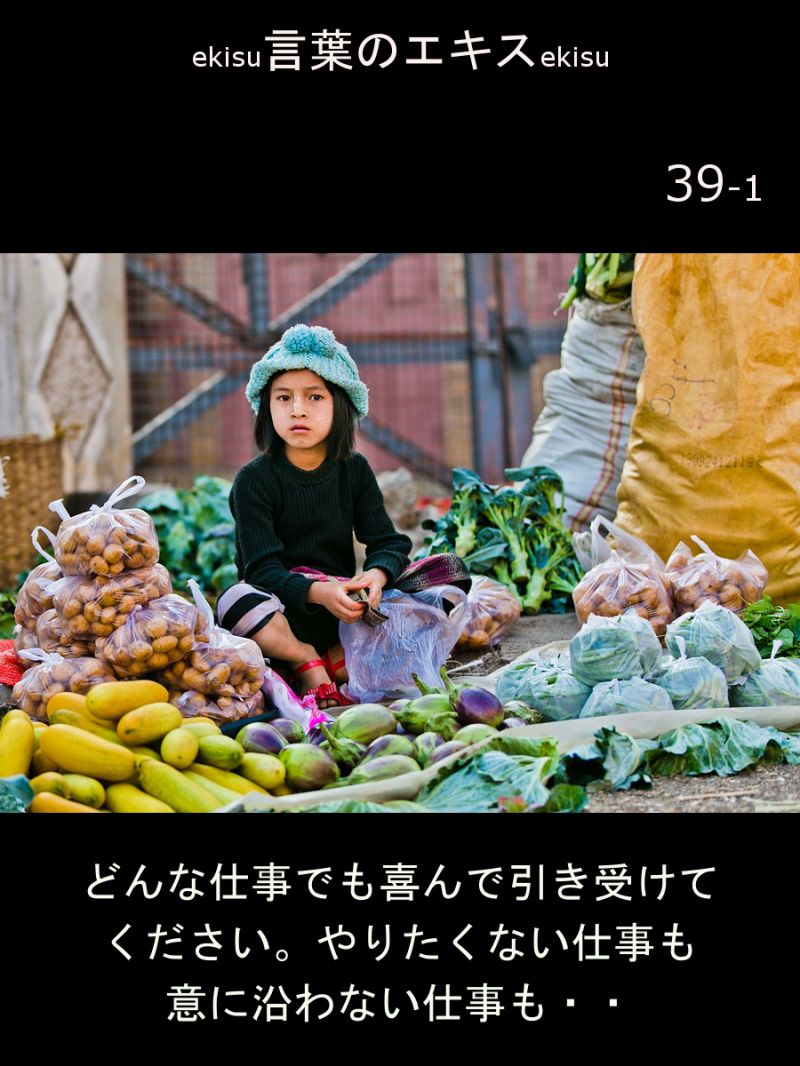 ekisu言葉のエキスekisu
39-1
どんな仕事でも喜んで引き受けて
ください。やりたくない仕事も
意に沿わない仕事も・・